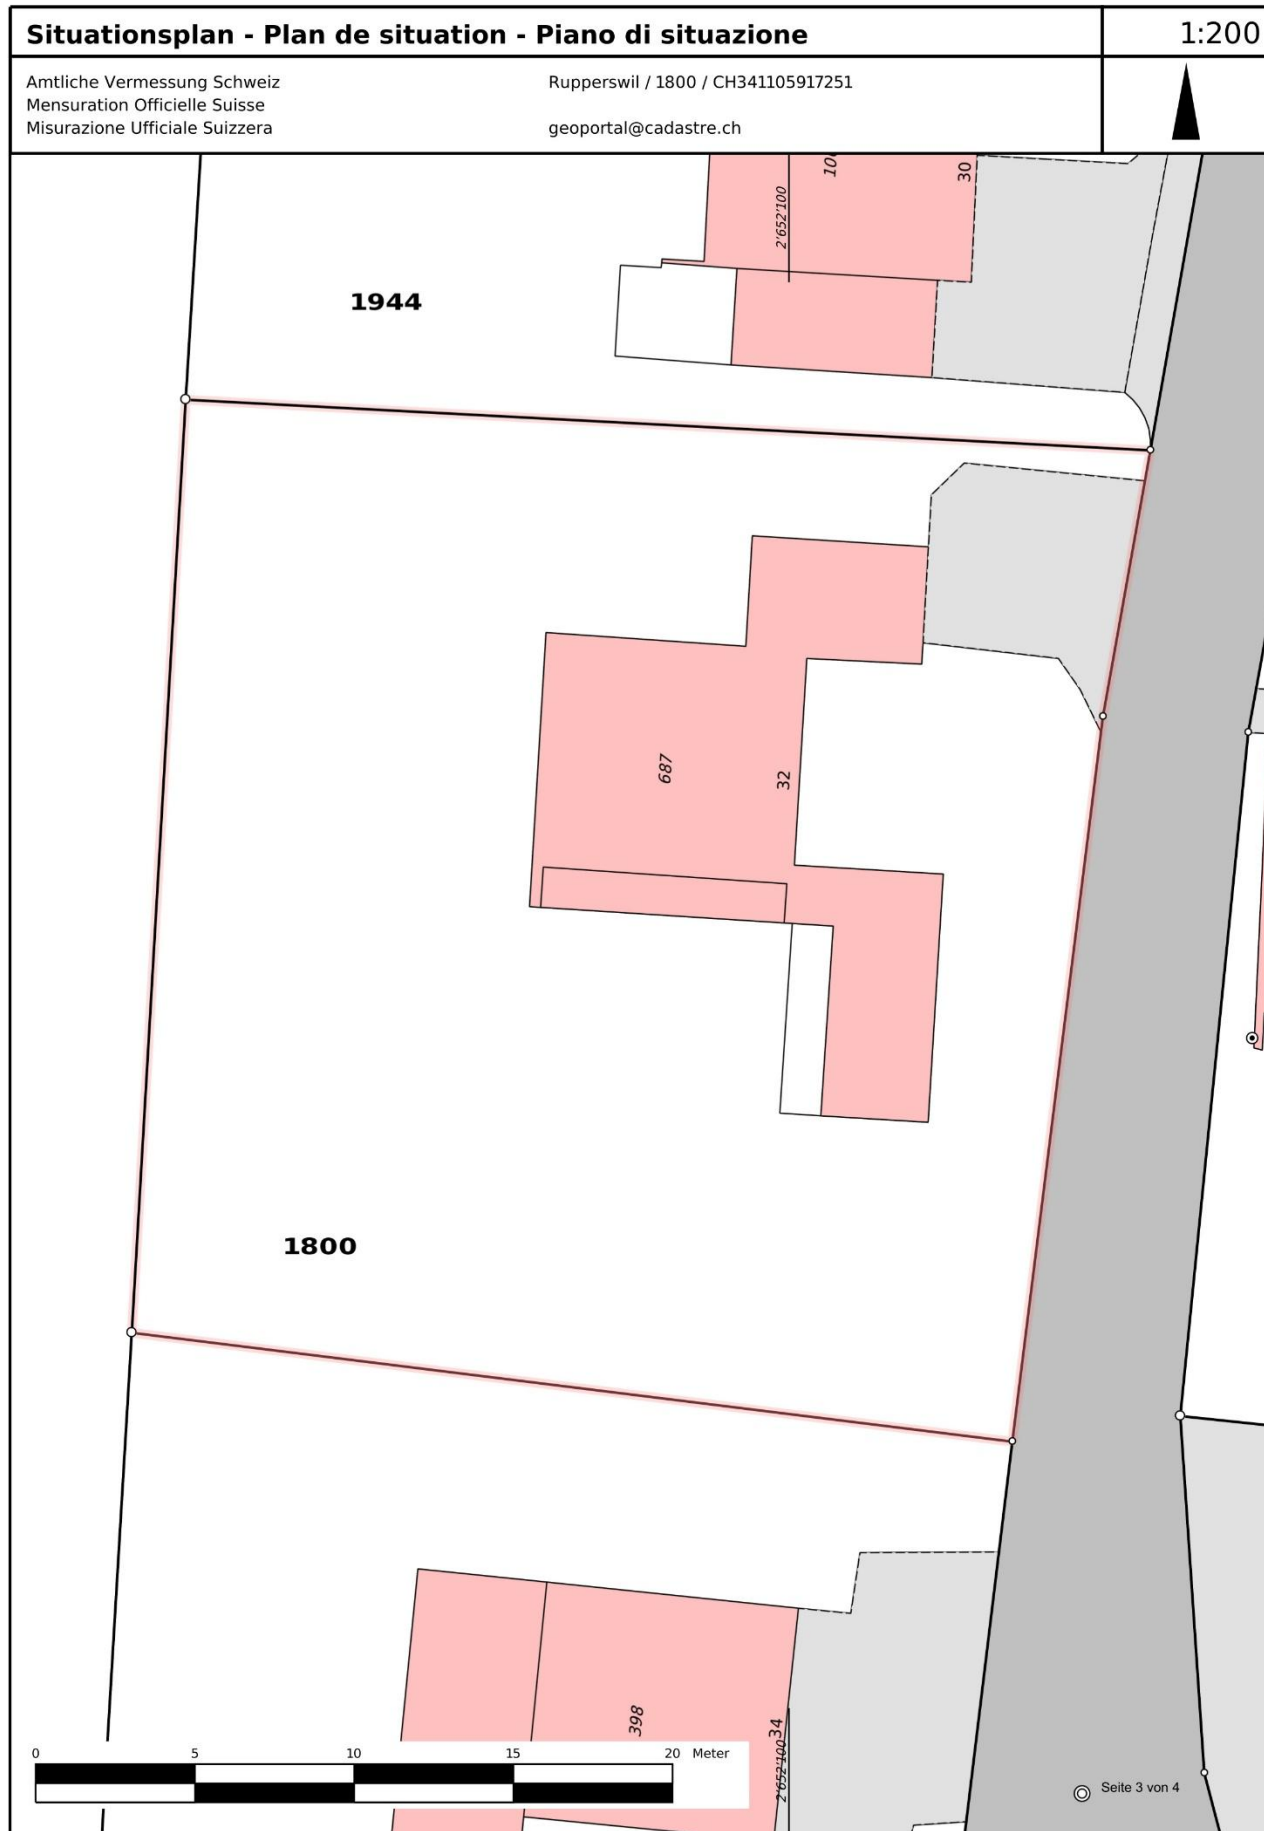 Situationsplan - Plan de situation - Piano di situazione
1:200
Amtliche Vermessung Schweiz
Rupperswil / 1800 / CH341105917251
Mensuration Officielle Suisse
Misurazione Ufficiale Suizzera
geoportal@cadastre.ch
30
2'652'100
1944
687
32
1800
398
34
2'652'100
0 5 10 15 20 Meter
Seite 3 von 4